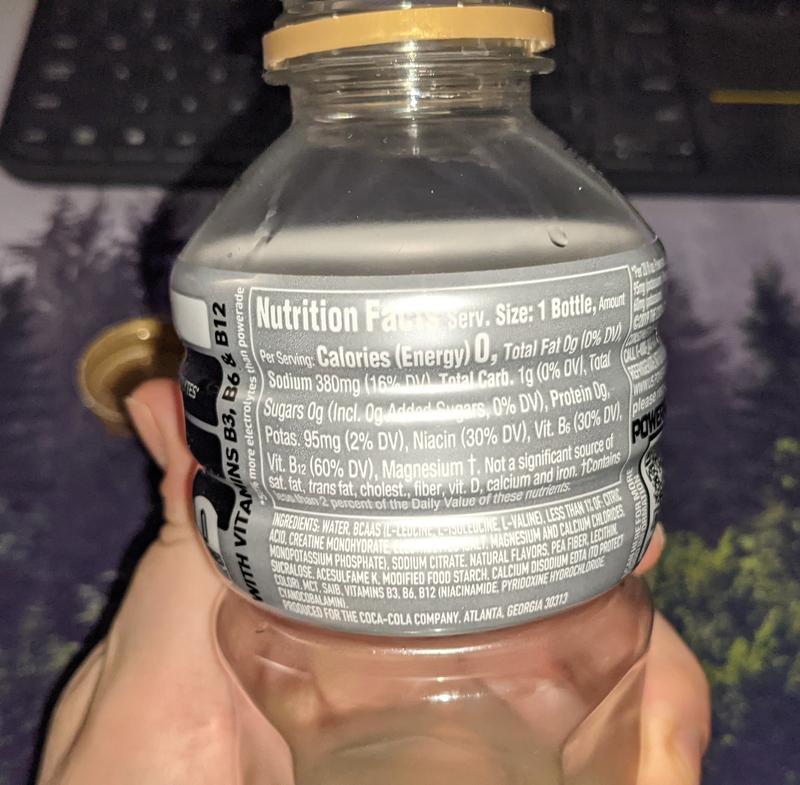 Nutrition Facts Serv. Size: 1 Bottle, Amount
Per Serving: Calories (Energy) 0, Total Fat 0g (0% DV)
Sodium 380mg (16% DV), Total Carb. 1g (0% DV), Total
Sugars 0g (Incl. 0g Added Sugars, 0% DV), Protein 0g,
Potas. 95mg (2% DV), Niacin (30% DV), Vit. B6 (30% DV),
Vit. B12 (60% DV), Magnesium †. Not a significant source of
sat. fat, trans fat, cholest., fiber, vit. D, calcium and iron. †Contains
less than 2 percent of the Daily Value of these nutrients.
INGREDIENTS: WATER, BCAAS (L-LEUCINE, L-ISOLEUCINE, L-VALINE), LESS THAN 1% OF: CITRIC
ACID, CREATINE MONOHYDRATE, MAGNESIUM AND CALCIUM CHLORIDES,
MONOPOTASSIUM PHOSPHATE), SODIUM CITRATE, NATURAL FLAVORS, PEA FIBER, LECITHIN,
SUCRALOSE, ACESULFAME K, MODIFIED FOOD STARCH, CALCIUM DISODIUM EDTA (TO PROTECT
COLOR), MCT, SAIB, VITAMINS B3, B6, B12 (NIACINAMIDE, PYRIDOXINE HYDROCHLORIDE,
CYANOCOBALAMIN).
PRODUCED FOR THE COCA-COLA COMPANY, ATLANTA, GEORGIA 30313
WITH VITAMINS B3, B6 & B12
more electrolytes than powerade